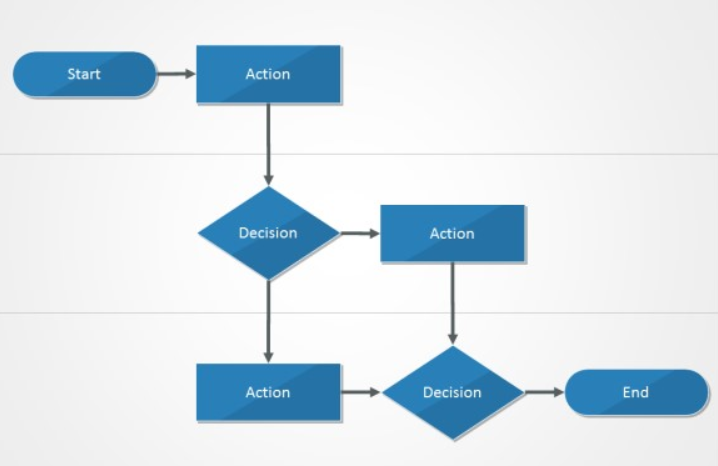 Start
Action
Decision
Action
Action
Decision
End